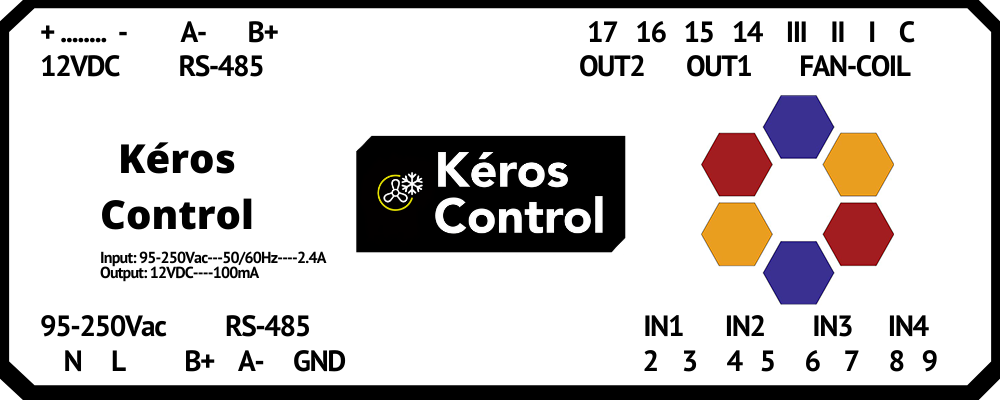 + ........ - A- B+ 17 16 15 14 III II I C
12VDC RS-485 OUT2 OUT1 FAN-COIL
Kéros
Control
Input: 95-250Vac---50/60Hz----2.4A
Output: 12VDC----100mA
Kéros
Control
95-250Vac RS-485 IN1 IN2 IN3 IN4
N L B+ A- GND 2 3 4 5 6 7 8 9